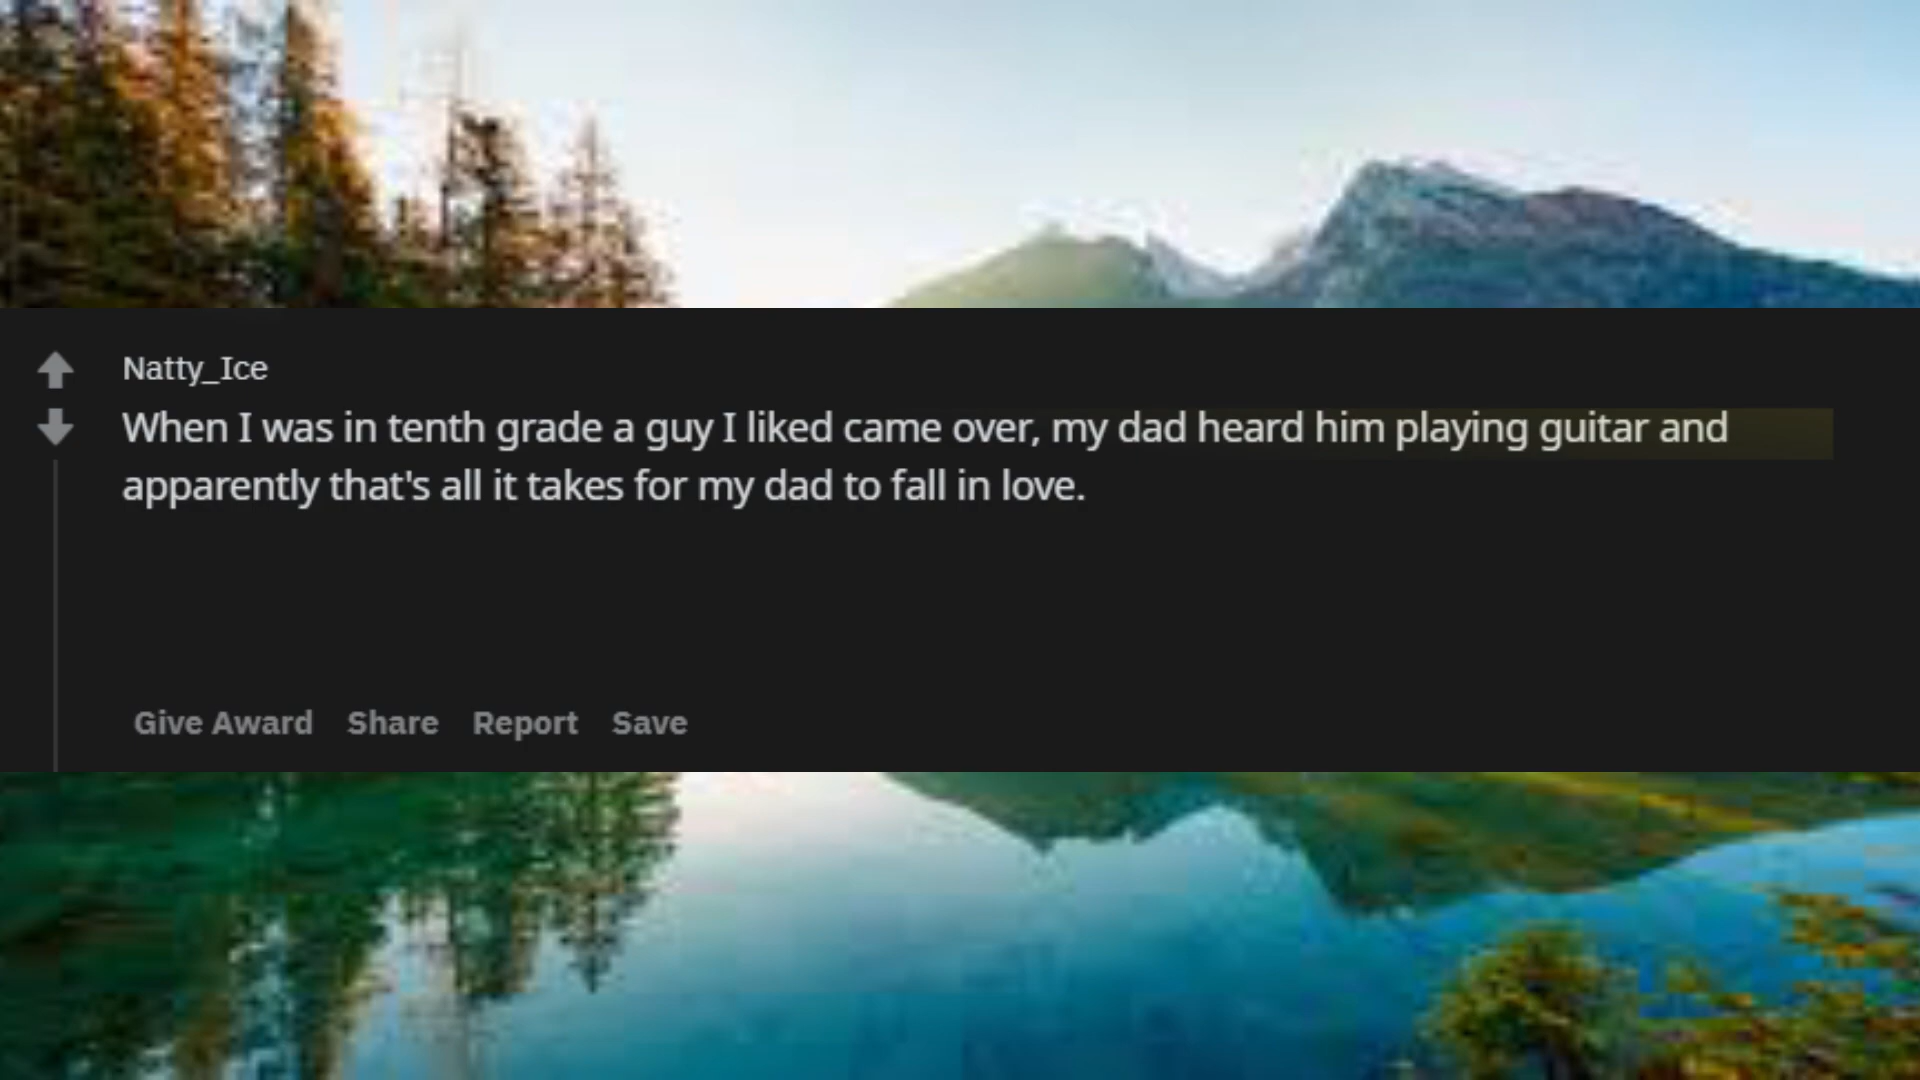 Natty_Ice
When I was in tenth grade a guy I liked came over, my dad heard him playing guitar and
apparently that's all it takes for my dad to fall in love.
Give Award Share Report Save